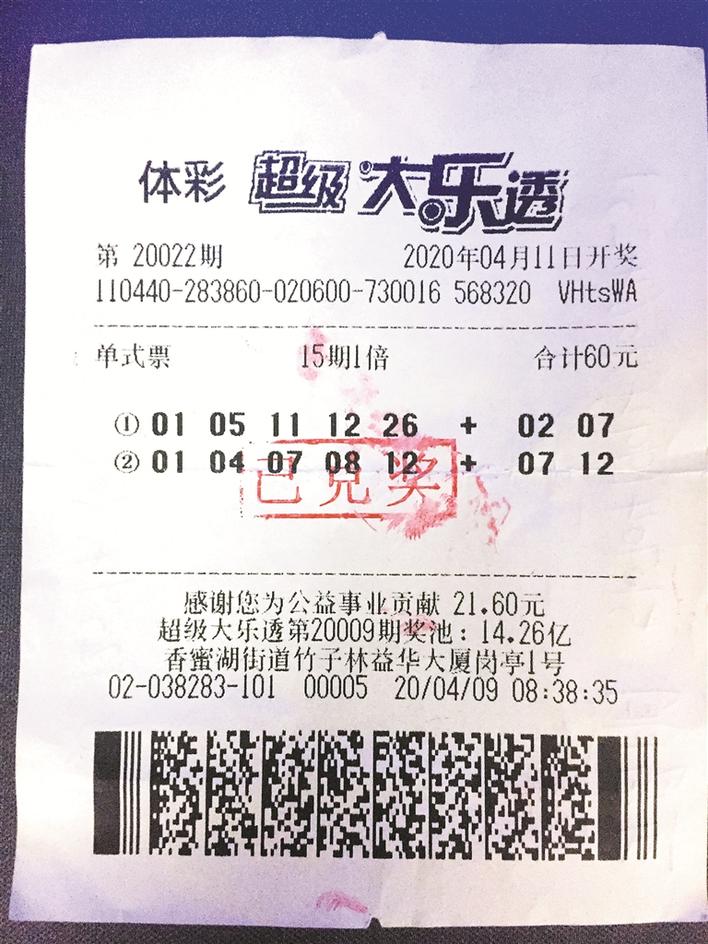 体彩 超级大乐透
第 20022期 2020年04月11日开奖
110440-283860-020600-730016 568320 VHtsWA
单式票 15期1倍 合计60元
① 01 05 11 12 26 + 02 07
② 01 04 07 08 12 + 07 12
已兑奖
感谢您为公益事业贡献 21.60元
超级大乐透第20009期奖池：14.26亿
香蜜湖街道竹子林益华大厦岗亭1号
02-038283-101 00005 20/04/09 08:38:35